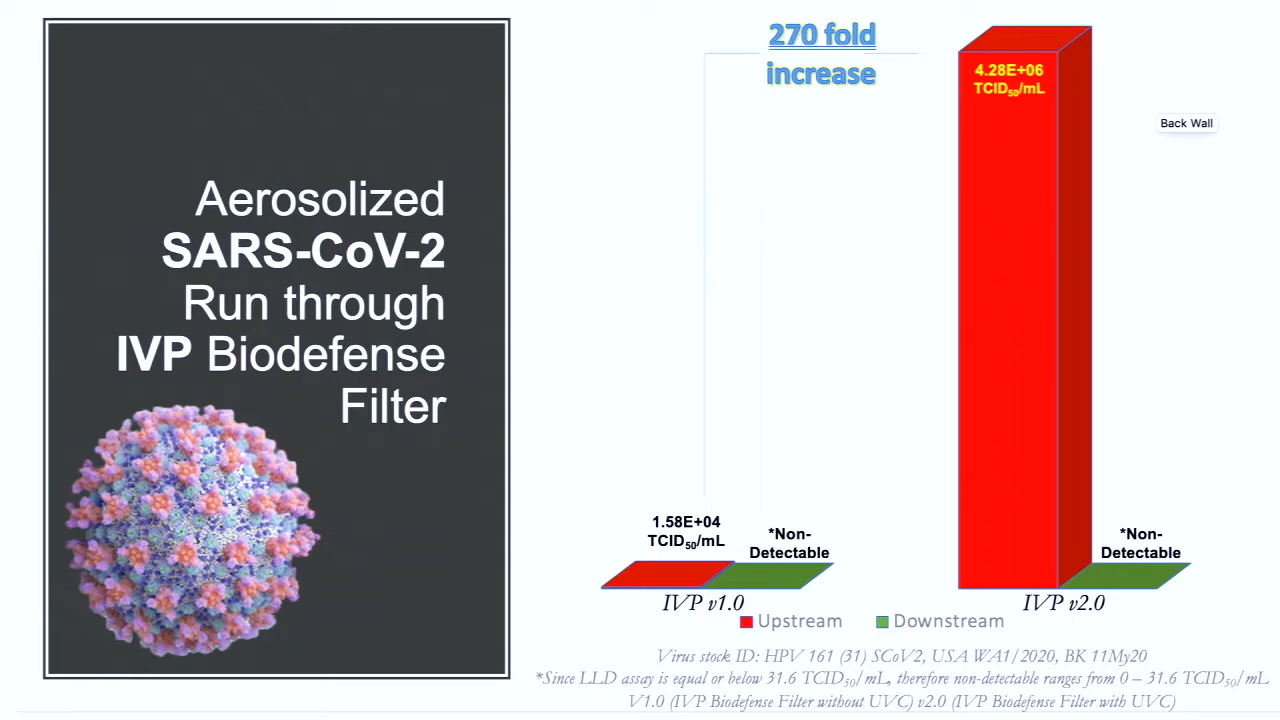 Aerosolized
SARS-CoV-2
Run through
IVP Biodefense
Filter
270 fold
increase
4.28E+06
TCID50/mL
Back Wall
1.58E+04
TCID50/mL
*Non-
Detectable
*Non-
Detectable
IVP v1.0
IVP v2.0
Upstream
Downstream
Virus stock ID: HPV 161 (31) SCoV2, USA WA1/2020, BK 11My20
*Since LLD assay is equal or below 31.6 TCID50/mL, therefore non-detectable ranges from 0 – 31.6 TCID50/mL
V1.0 (IVP Biodefense Filter without UVC) v2.0 (IVP Biodefense Filter with UVC)